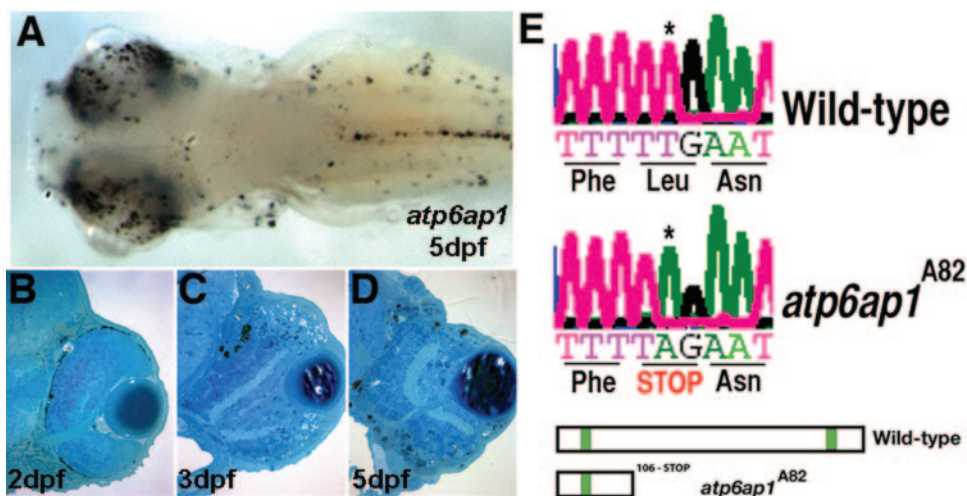 A
atp6ap1
5dpf
B
2dpf
C
3dpf
D
5dpf
E
*
Wild-type
TTTTTGAAT
Phe Leu Asn
*
atp6ap1A82
TTTTAGAAT
Phe STOP Asn
Wild-type
106 - STOP
atp6ap1A82